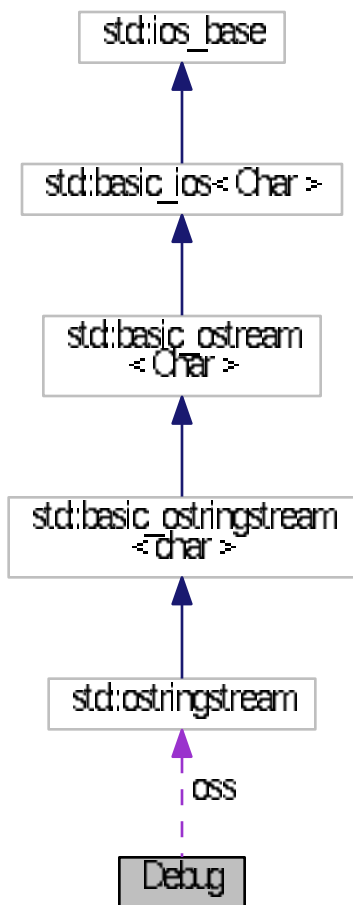 std::ios_base
std::basic_ios< Char >
std::basic_ostream
< Char >
std::basic_ostringstream
< char >
std::ostringstream
oss
Debug